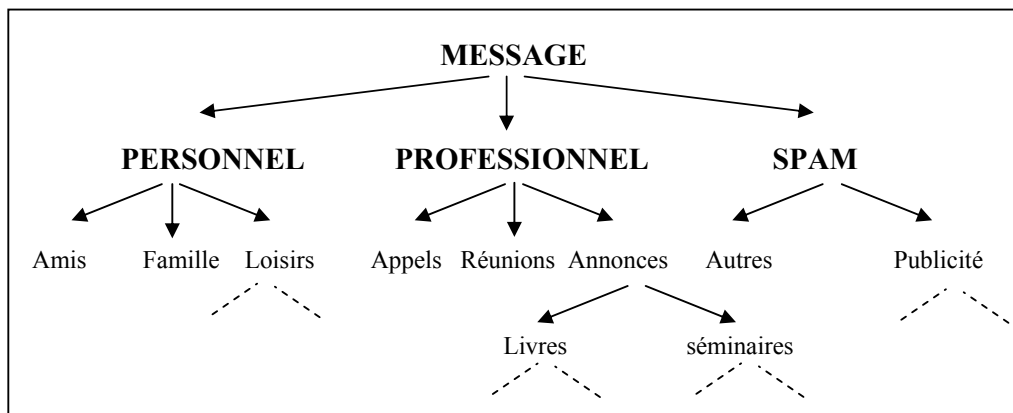 MESSAGE
PERSONNEL PROFESSIONNEL SPAM
Amis Famille Loisirs Appels Réunions Annonces Autres Publicité
Livres séminaires